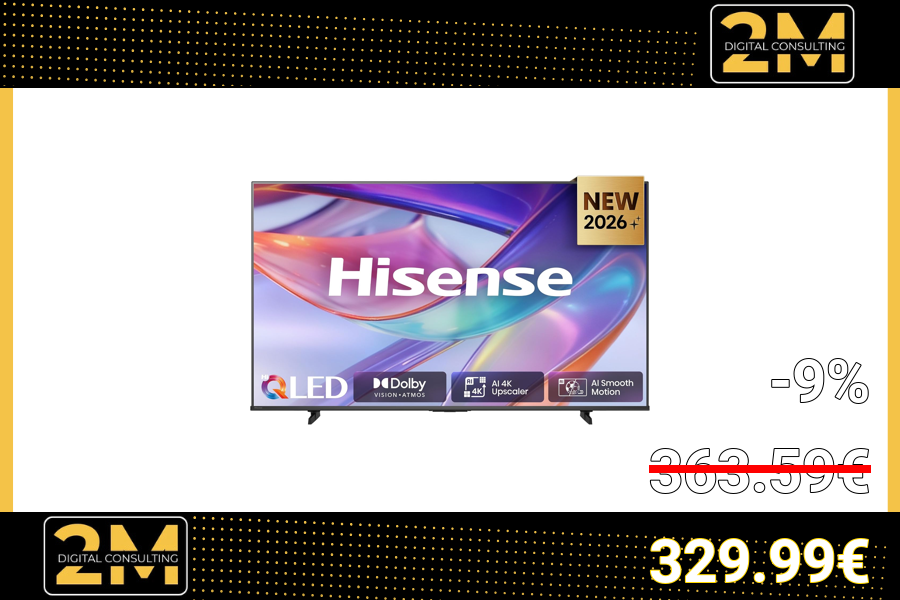 2M
DIGITAL CONSULTING
NEW
2026
Hisense
QLED
Dolby
VISION•ATMOS
AI
4K
AI 4K
Upscaler
AI Smooth
Motion
-9%
363.59€
2M
DIGITAL CONSULTING
329.99€